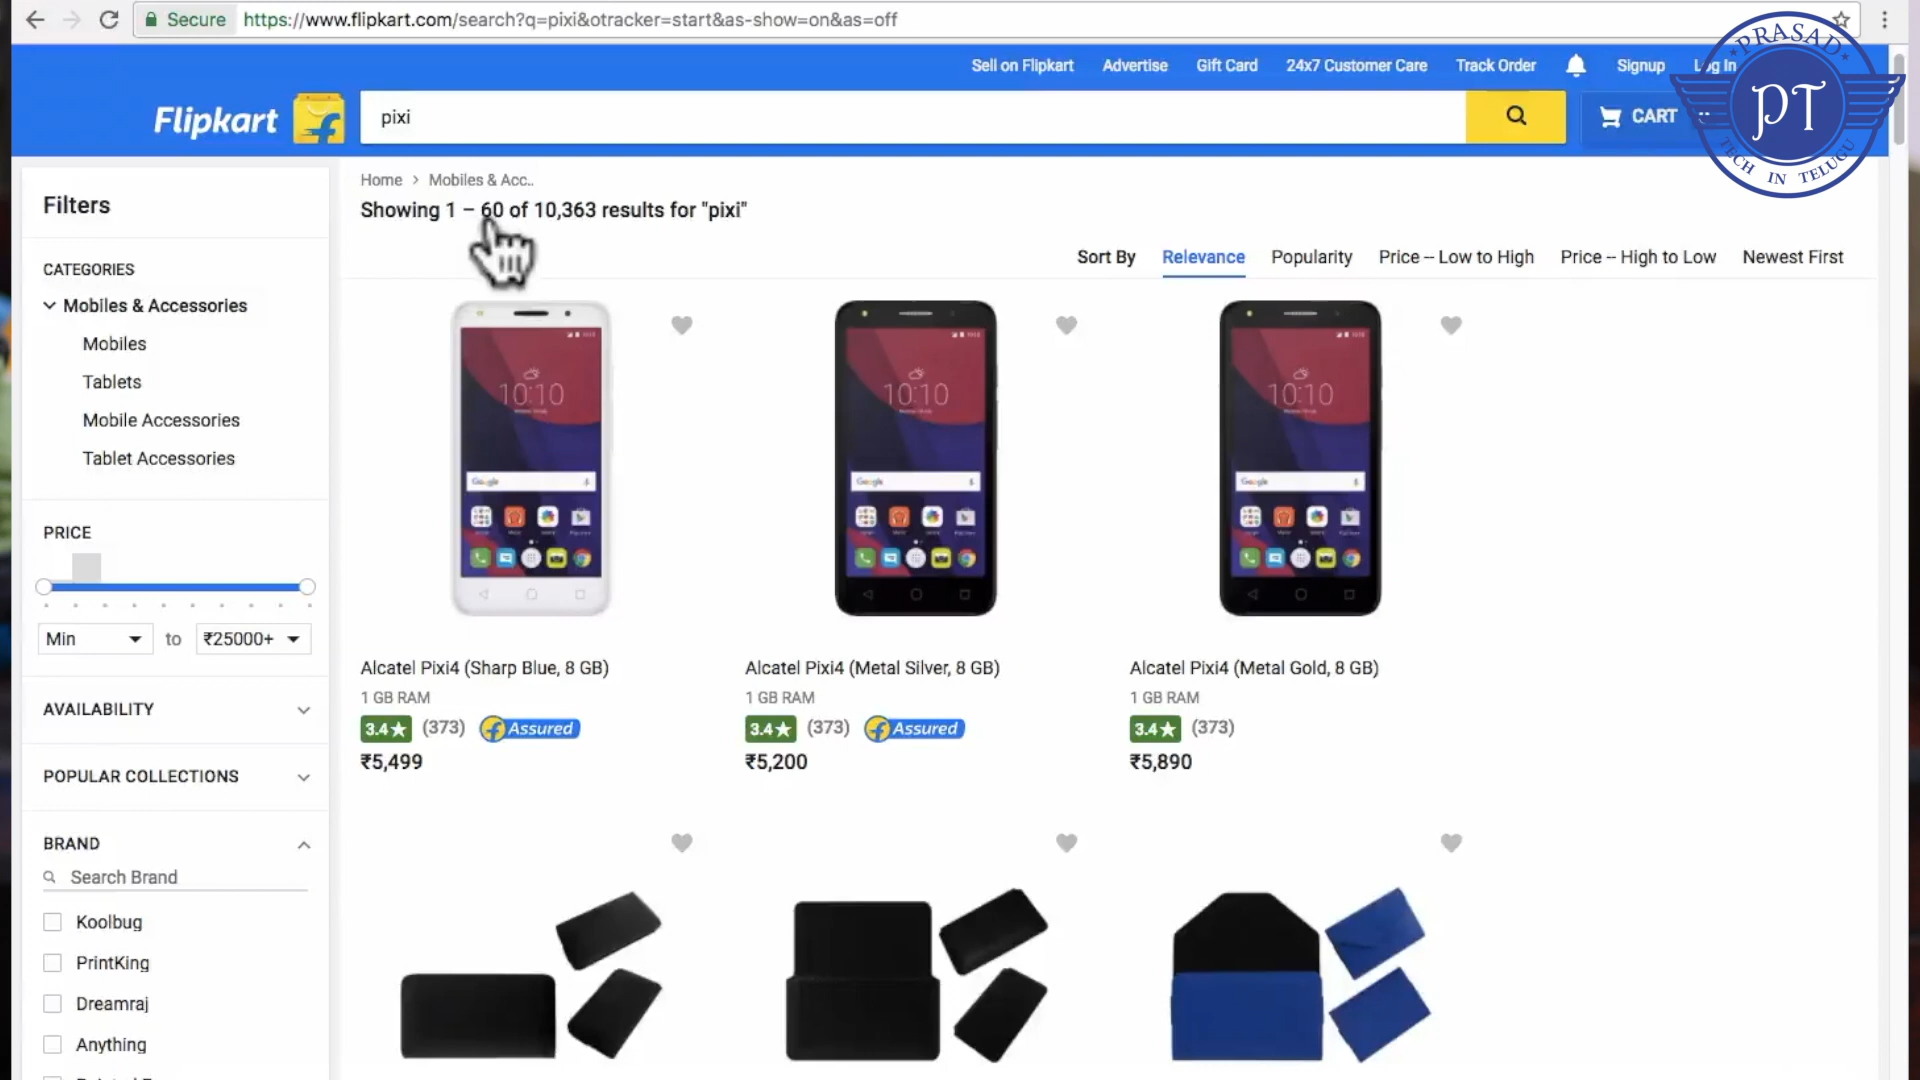 Secure https://www.flipkart.com/search?q=pixi&otracker=start&as-show=on&as=off
Sell on Flipkart Advertise Gift Card 24x7 Customer Care Track Order Signup Log In
Flipkart pixi CART
PRASAD
PT
TECH IN TELUGU
Filters
CATEGORIES
Mobiles & Accessories
Mobiles
Tablets
Mobile Accessories
Tablet Accessories
PRICE
Min to ₹25000+
AVAILABILITY
POPULAR COLLECTIONS
BRAND
Search Brand
Koolbug
PrintKing
Dreamraj
Anything
Home > Mobiles & Acc..
Showing 1 – 60 of 10,363 results for "pixi"
Sort By Relevance Popularity Price -- Low to High Price -- High to Low Newest First
10:10 10:10 10:10
Google Google Google
Alcatel Pixi4 (Sharp Blue, 8 GB)
1 GB RAM
3.4★ (373) Assured
₹5,499
Alcatel Pixi4 (Metal Silver, 8 GB)
1 GB RAM
3.4★ (373) Assured
₹5,200
Alcatel Pixi4 (Metal Gold, 8 GB)
1 GB RAM
3.4★ (373)
₹5,890